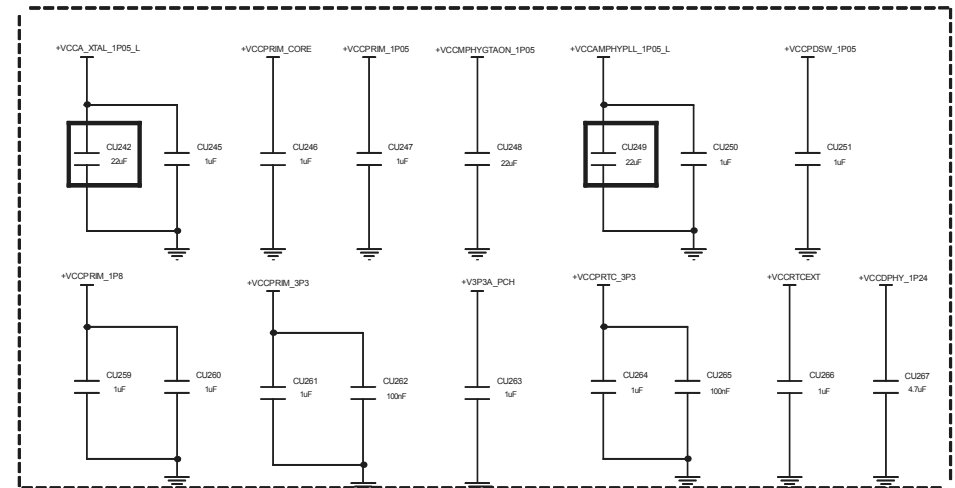 +VCCA_XTAL_1P05_L
+VCCPRIM_CORE
+VCCPRIM_1P05
+VCCMPHYGTAON_1P05
+VCCAMPHYPLL_1P05_L
+VCCPDSW_1P05
CU242
22uF
CU245
1uF
CU246
1uF
CU247
1uF
CU248
22uF
CU249
22uF
CU250
1uF
CU251
1uF
+VCCPRIM_1P8
+VCCPRIM_3P3
+V3P3A_PCH
+VCCPRTC_3P3
+VCCRTCEXT
+VCCDPHY_1P24
CU259
1uF
CU260
1uF
CU261
1uF
CU262
100nF
CU263
1uF
CU264
1uF
CU265
100nF
CU266
1uF
CU267
4.7uF